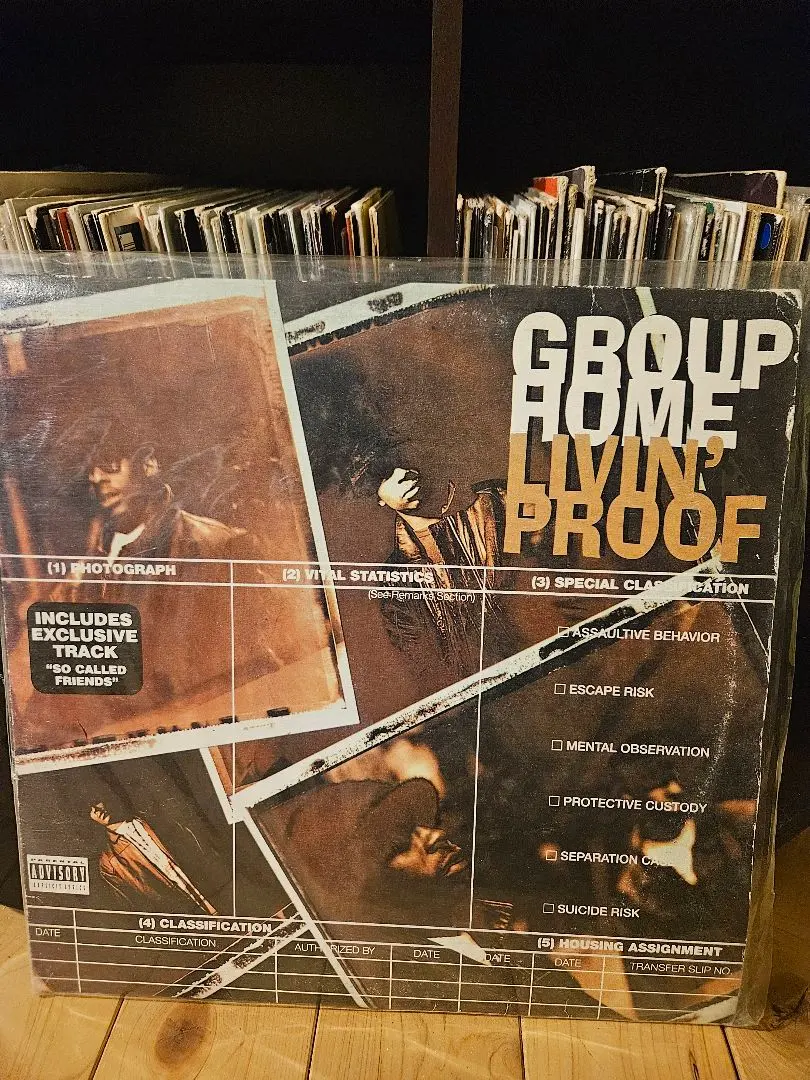 GROUP
HOME
LIVIN'
PROOF
(1) PHOTOGRAPH
(2) VITAL STATISTICS
(See Remarks Section)
(3) SPECIAL CLASSIFICATION
INCLUDES
EXCLUSIVE
TRACK
"SO CALLED
FRIENDS"
ASSAULTIVE BEHAVIOR
ESCAPE RISK
MENTAL OBSERVATION
PROTECTIVE CUSTODY
SEPARATION
SUICIDE RISK
PARENTAL
ADVISORY
EXPLICIT LYRICS
(4) CLASSIFICATION
(5) HOUSING ASSIGNMENT
DATE
CLASSIFICATION
AUTHORIZED BY
DATE
DATE
DATE
TRANSFER SLIP NO.